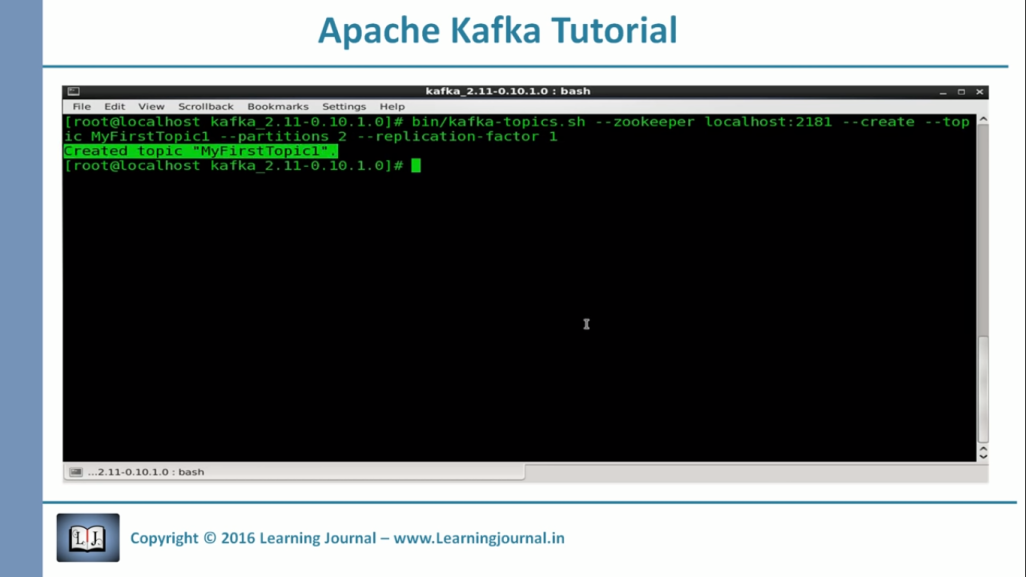 Apache Kafka Tutorial
kafka_2.11-0.10.1.0 : bash
File Edit View Scrollback Bookmarks Settings Help
[root@localhost kafka_2.11-0.10.1.0]# bin/kafka-topics.sh --zookeeper localhost:2181 --create --top
ic MyFirstTopic1 --partitions 2 --replication-factor 1
Created topic "MyFirstTopic1".
[root@localhost kafka_2.11-0.10.1.0]#
...2.11-0.10.1.0 : bash
LJ
Copyright © 2016 Learning Journal – www.Learningjournal.in